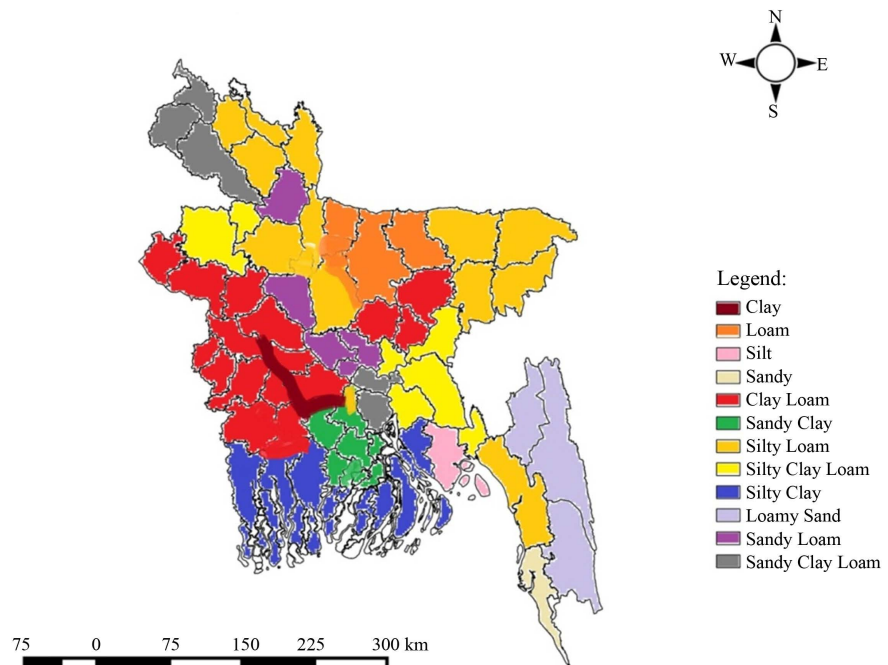 N
W E
S
Legend:
Clay
Loam
Silt
Sandy
Clay Loam
Sandy Clay
Silty Loam
Silty Clay Loam
Silty Clay
Loamy Sand
Sandy Loam
Sandy Clay Loam
75 0 75 150 225 300 km